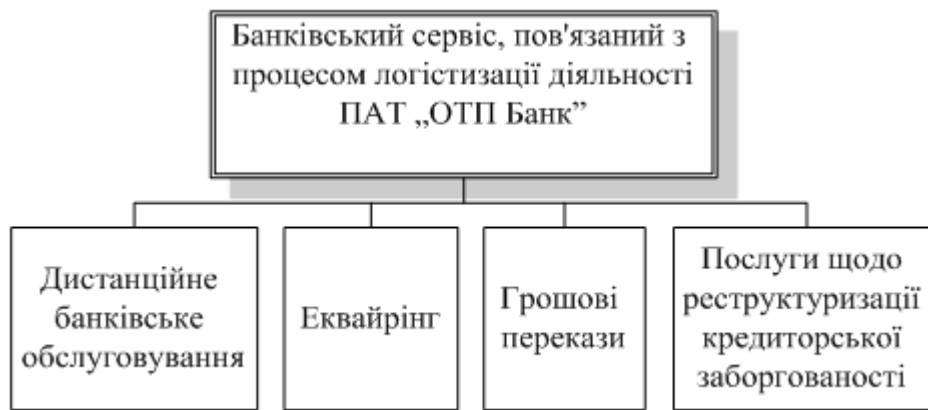 Банківський сервіс, пов'язаний з
процесом логістизації діяльності
ПАТ „ОТП Банк”
Дистанційне
банківське
обслуговування
Еквайрінг
Грошові
перекази
Послуги щодо
реструктуризації
кредиторської
заборгованості